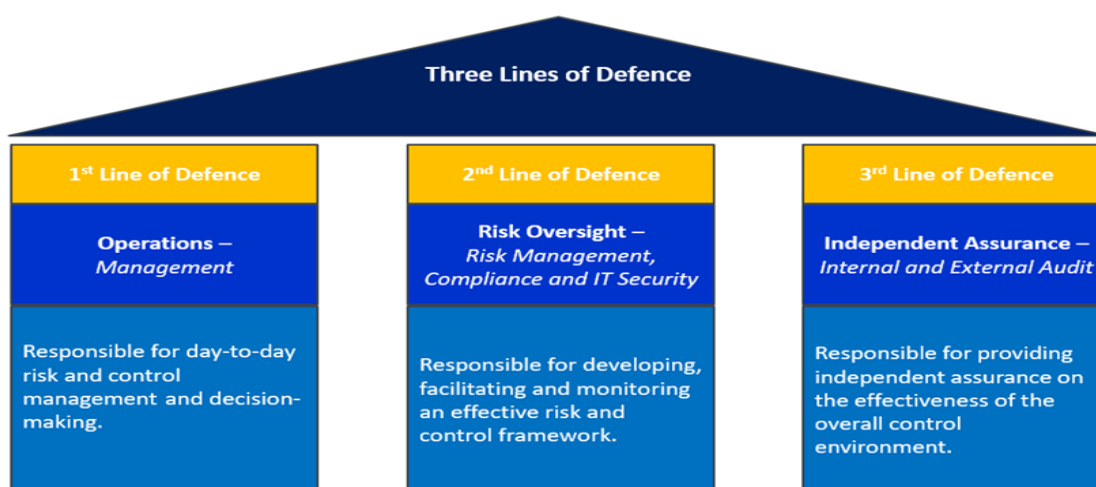 Three Lines of Defence
1st Line of Defence
Operations –
Management
Responsible for day-to-day
risk and control
management and decision-
making.
2nd Line of Defence
Risk Oversight –
Risk Management,
Compliance and IT Security
Responsible for developing,
facilitating and monitoring
an effective risk and
control framework.
3rd Line of Defence
Independent Assurance –
Internal and External Audit
Responsible for providing
independent assurance on
the effectiveness of the
overall control
environment.